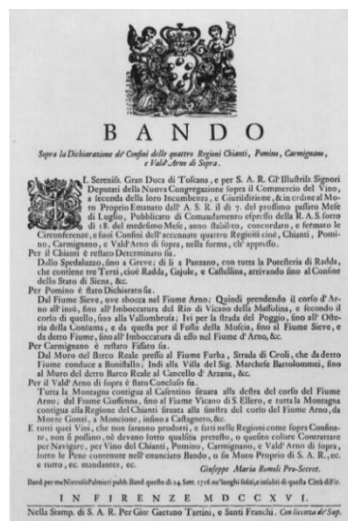 BANDO
Sopra la Dichiarazione de' Confini delle quattro Regioni Chianti, Pomino, Carmignano,
e Vald' Arno di Sopra.
IL Sereniss. Gran Duca di Toscana, e per S. A. R. Gl' Illustriss. Signori
Deputati della Nuova Congregazione sopra il Commercio del Vino,
a seconda della loro Incumbenza, e Giurisdizione, & in ordine al Mo-
to Proprio Emanato dall' A. S. R. il dì 7. del prossimo passato Mese
di Luglio, Pubblicato di Comandamento espresso della R. A. S. sotto
dì 18. del medesimo Mese, anno stabilito, concordato, e fermato le
Circonferenze, e suoi Confini dell' accennate quattro Regioni cioè, Chianti, Pomi-
no, Carmignano, e Vald' Arno di sopra, nella forma, ch' appresso.
Per il Chianti è restato Determinato sia.
Dallo Spedaluzzo, fino a Greve; di lì a Panzano, con tutta la Potesteria di Radda,
che contiene tre Terzi, cioè Radda, Gajole, e Castellina, arrivando fino al Confine
dello Stato di Siena, &c.
Per Pomino è stato Dichiarato sia.
Dal Fiume Sieve, ove sbocca nel Fiume Arno; Quindi prendendo il corso d' Ar-
no all' insù, fino all' Imboccatura del Rio di Vicano della Massolina, e secondo il
corso di quello, fino alla Vallombrosa; Ivi per la strada del Poggio, fino all' Oste-
ria della Consuma, e da questa per il Fosso della Moscia, fino al Fiume Sieve, e
da detto Fiume, fino all' Imboccatura di esso nel Fiume d' Arno, &c.
Per Carmignano è restato Fissato sia.
Dal Muro del Barco Reale presso al Fiume Furba, Strada di Ceoli, che da detto
Fiume conduce a Bonistallo; Indi alla Villa del Sig. Marchese Bartolommei, fino
al Muro del detto Barco Reale al Cancello d' Arzana, &c.
Per il Vald' Arno di sopra è stato Concluso sia.
Tutta la Montagna contigua al Casentino situata alla destra del corso del Fiume
Arno; dal Fiume Ciuffenna, fino al Fiume Vicano di S. Ellero, e tutta la Montagna
contigua alla Regione del Chianti situata alla sinistra del corso del Fiume Arno, da
Monte Gonzi, a Moncione, insino a Castagneto, &c.
E tutti quei Vini, che non saranno prodotti, e fatti nelle Regioni come sopra Confina-
te, non si possino, nè devano sotto qualsisia pretesto, o quesito colore Contrattare
per Navigare, per Vino del Chianti, Pomino, Carmignano, e Vald' Arno di sopra,
sotto le Pene contenute nell' enunciato Bando, o sia Moto Proprio di S. A. R., ec.
e tutto, ec. mandantes, ec.
Giuseppe Maria Romoli Pro-Secret.
Band. per me Niccolò Palmieri pubb. Band. questo dì 24. Sett. 1716. ne' luoghi soliti, e insoliti di questa Città di Fir.
IN FIRENZE MDCCXVI.
Nella Stamp. di S. A. R. Per Gio: Gaetano Tartini, e Santi Franchi. Con licenza de' Sup.